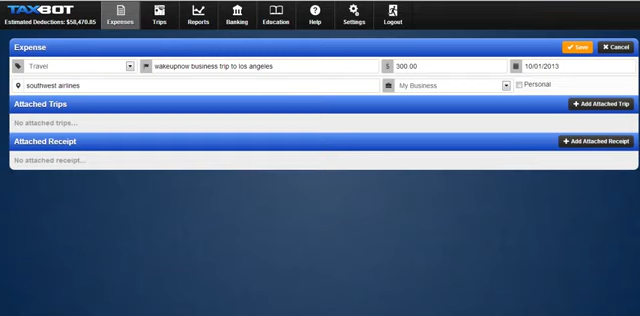 TAXBOT
Estimated Deductions: $58,470.85
Expenses Trips Reports Banking Education Help Settings Logout
Expense Save Cancel
Travel wakeupnow business trip to los angeles $ 300.00 10/01/2013
southwest airlines My Business Personal
Attached Trips + Add Attached Trip
No attached trips...
Attached Receipt + Add Attached Receipt
No attached receipt...